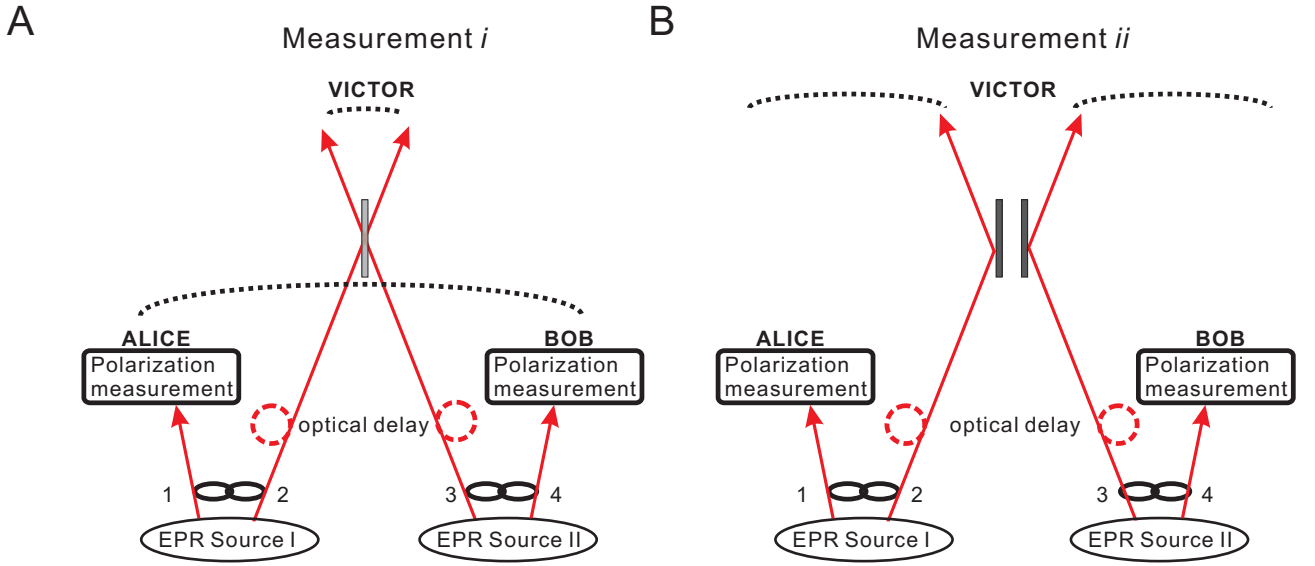 A
Measurement i
VICTOR
ALICE
Polarization
measurement
BOB
Polarization
measurement
optical delay
1
2
3
4
EPR Source I
EPR Source II
B
Measurement ii
VICTOR
ALICE
Polarization
measurement
BOB
Polarization
measurement
optical delay
1
2
3
4
EPR Source I
EPR Source II